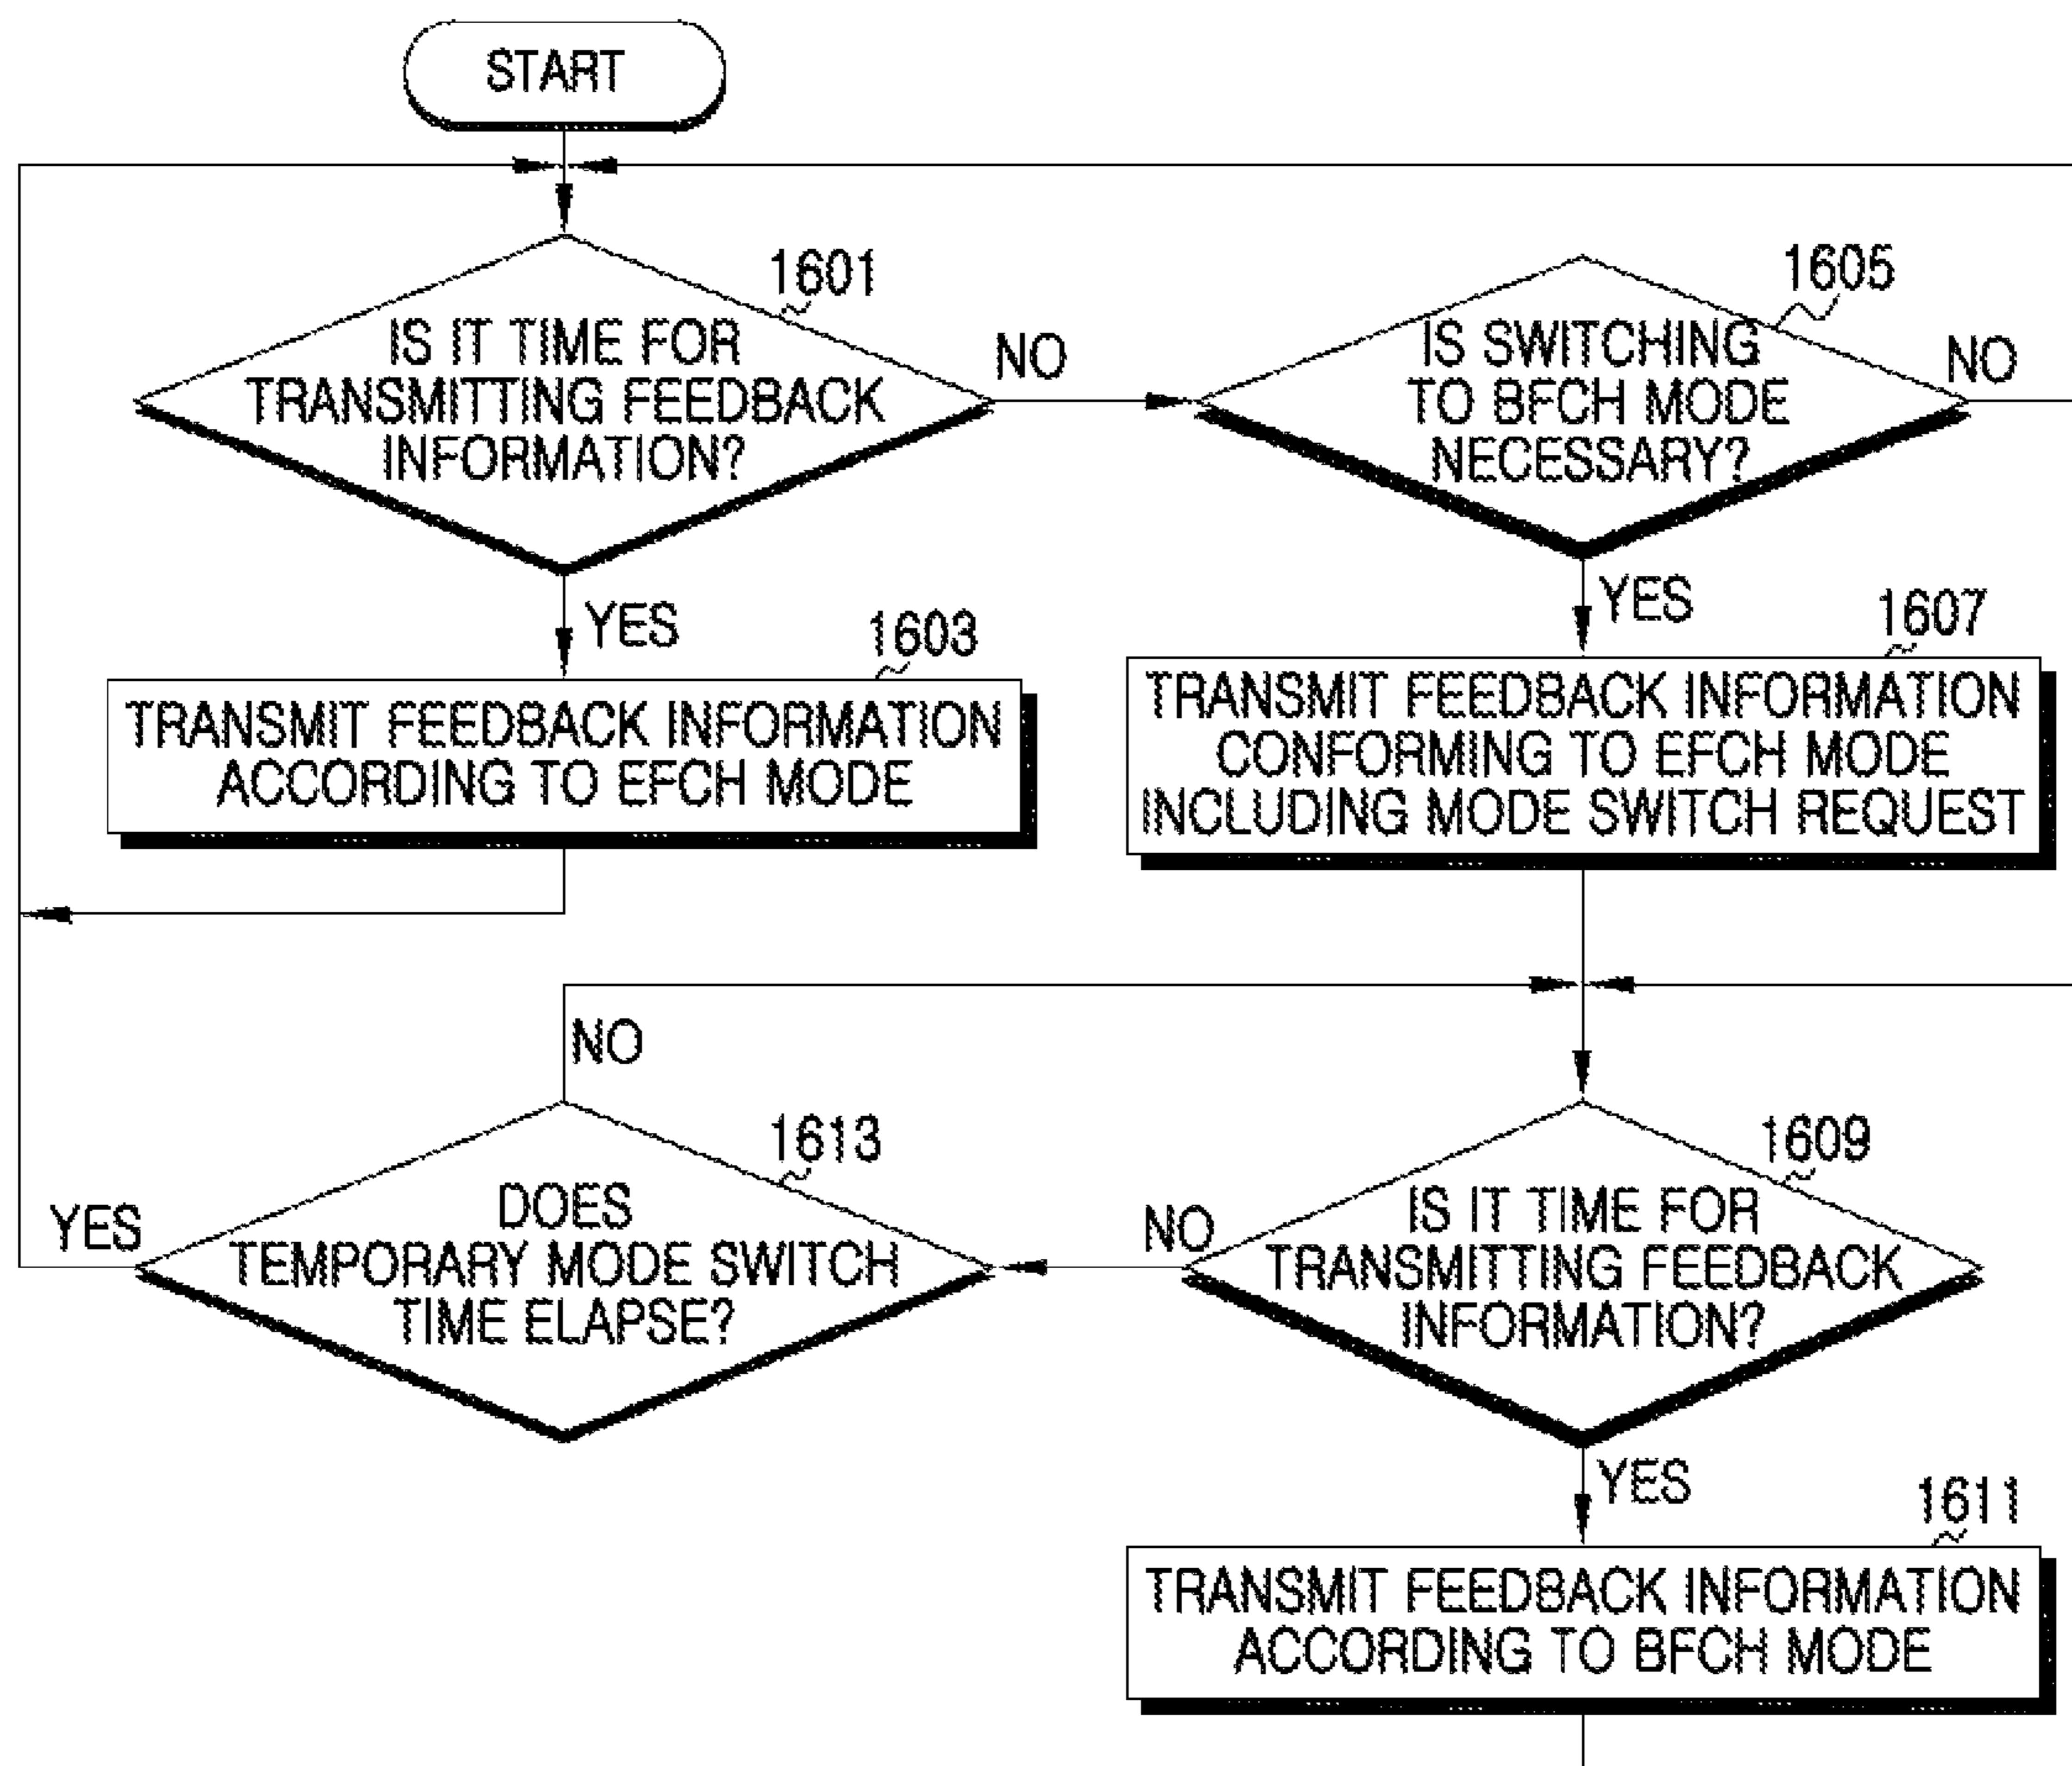 START
1601
IS IT TIME FOR
TRANSMITTING FEEDBACK
INFORMATION?
NO
1605
IS SWITCHING
TO BFCH MODE
NECESSARY?
NO
YES
1603
TRANSMIT FEEDBACK INFORMATION
ACCORDING TO EFCH MODE
YES
1607
TRANSMIT FEEDBACK INFORMATION
CONFORMING TO EFCH MODE
INCLUDING MODE SWITCH REQUEST
NO
1613
DOES
TEMPORARY MODE SWITCH
TIME ELAPSE?
YES
NO
1609
IS IT TIME FOR
TRANSMITTING FEEDBACK
INFORMATION?
YES
1611
TRANSMIT FEEDBACK INFORMATION
ACCORDING TO BFCH MODE